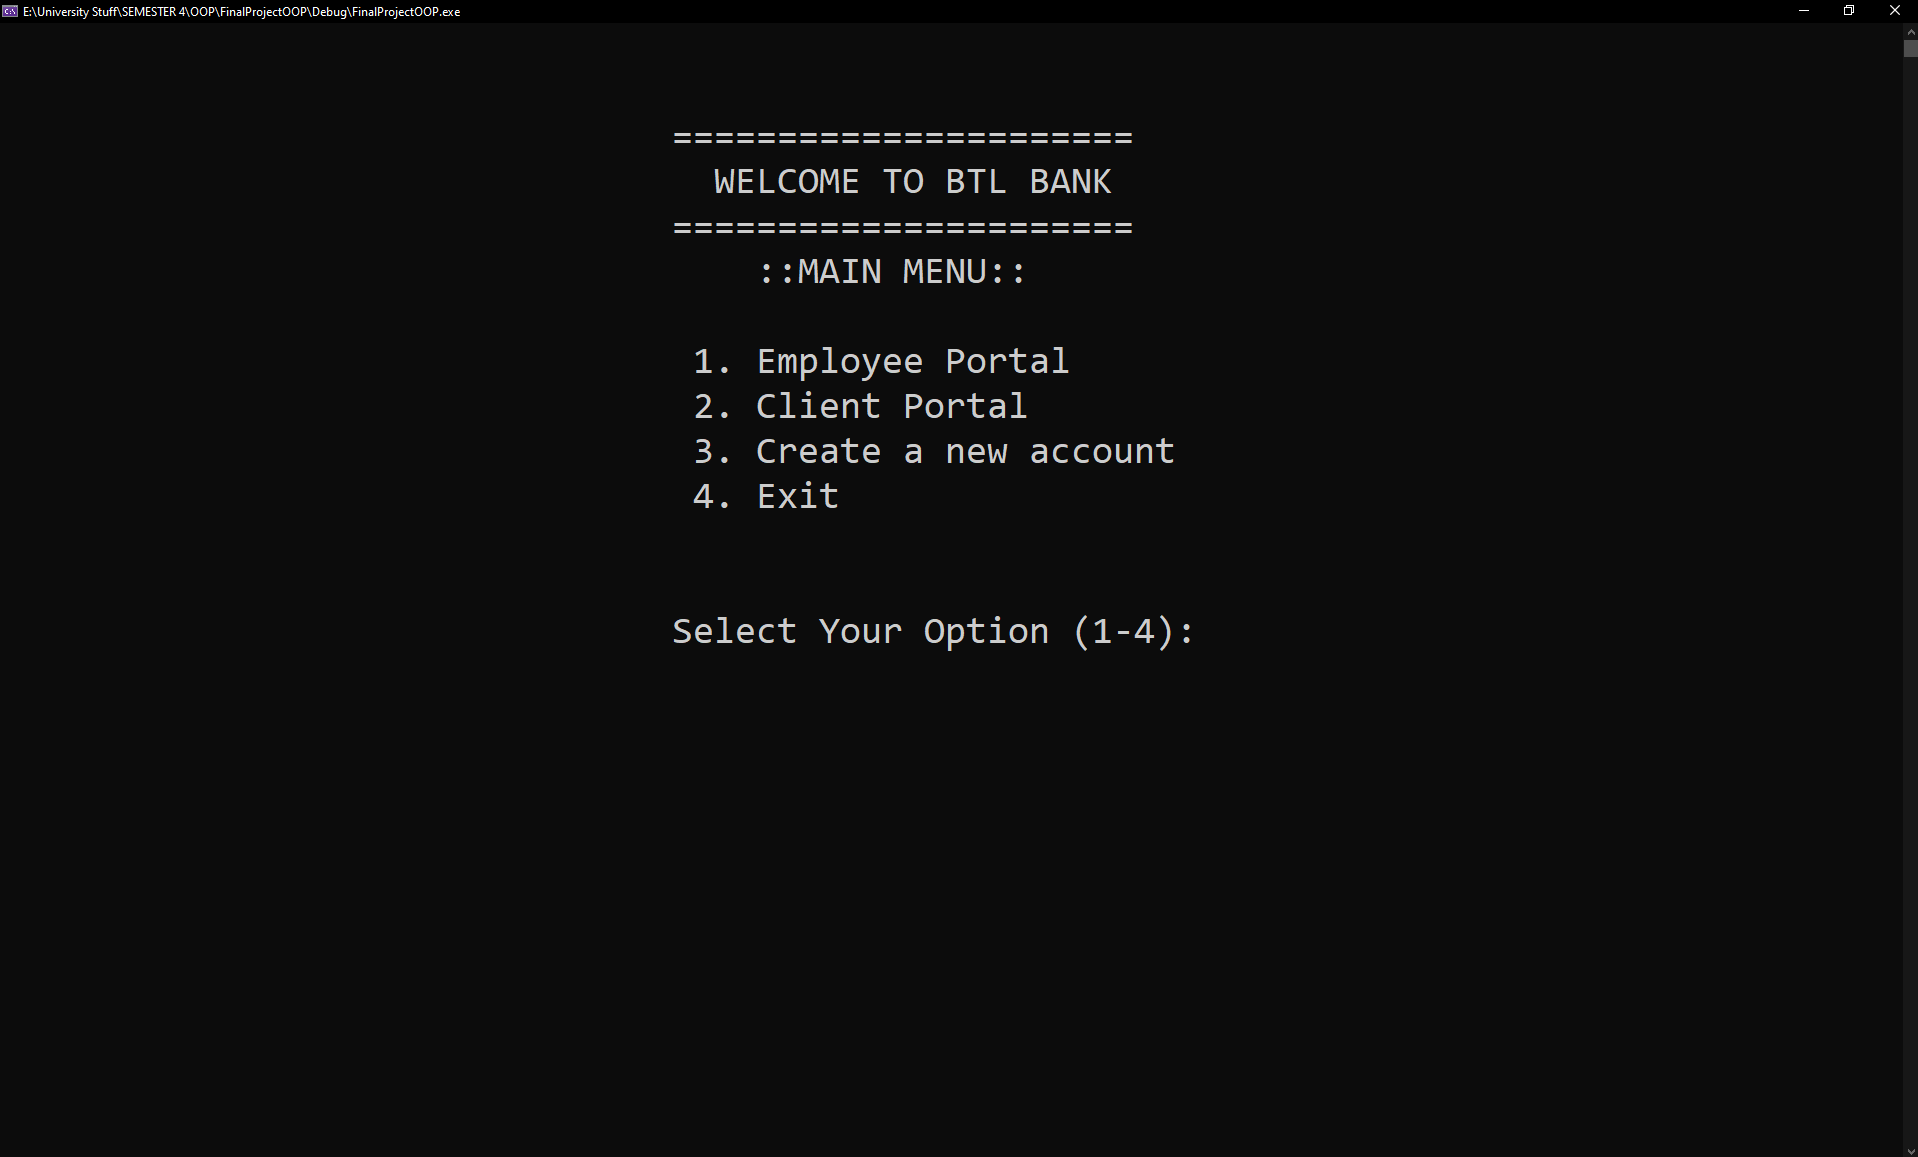 E:\University Stuff\SEMESTER 4\OOP\FinalProjectOOP\Debug\FinalProjectOOP.exe
======================
WELCOME TO BTL BANK
======================
::MAIN MENU::
1. Employee Portal
2. Client Portal
3. Create a new account
4. Exit
Select Your Option (1-4):